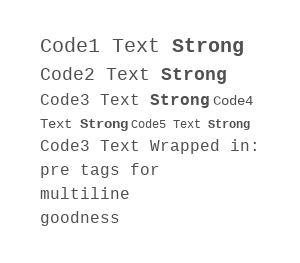 Code1 Text Strong
Code2 Text Strong
Code3 Text Strong Code4
Text Strong Code5 Text Strong
Code3 Text Wrapped in:
pre tags for
multiline
goodness